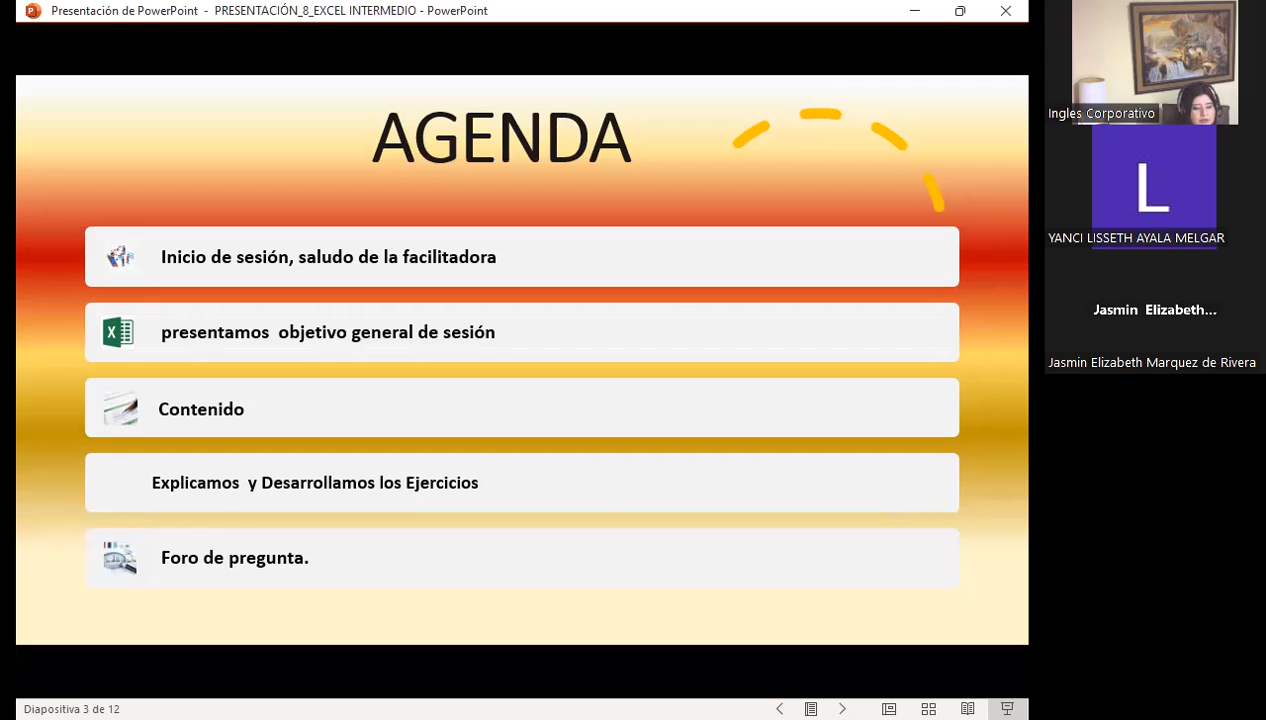 Presentación de PowerPoint - PRESENTACIÓN_8_EXCEL INTERMEDIO - PowerPoint
AGENDA
Inicio de sesión, saludo de la facilitadora
presentamos objetivo general de sesión
Contenido
Explicamos y Desarrollamos los Ejercicios
Foro de pregunta.
Diapositiva 3 de 12
Ingles Corporativo
L
YANCI LISSETH AYALA MELGAR
Jasmin Elizabeth...
Jasmin Elizabeth Marquez de Rivera